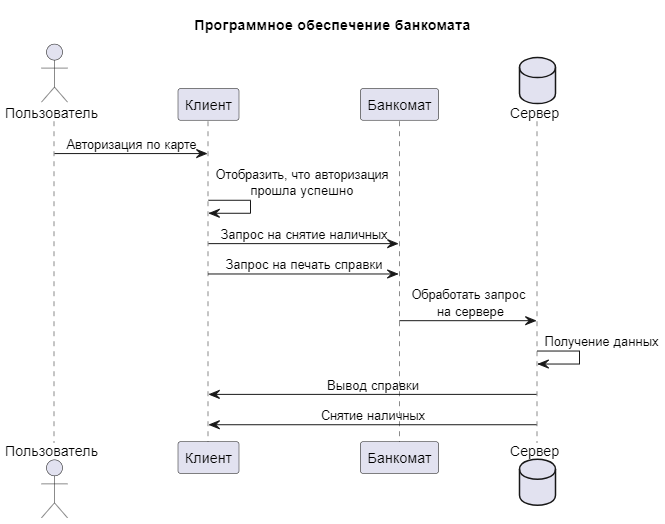 Программное обеспечение банкомата
Пользователь
Клиент
Банкомат
Сервер
Авторизация по карте
Отобразить, что авторизация
прошла успешно
Запрос на снятие наличных
Запрос на печать справки
Обработать запрос
на сервере
Получение данных
Вывод справки
Снятие наличных
Пользователь
Клиент
Банкомат
Сервер